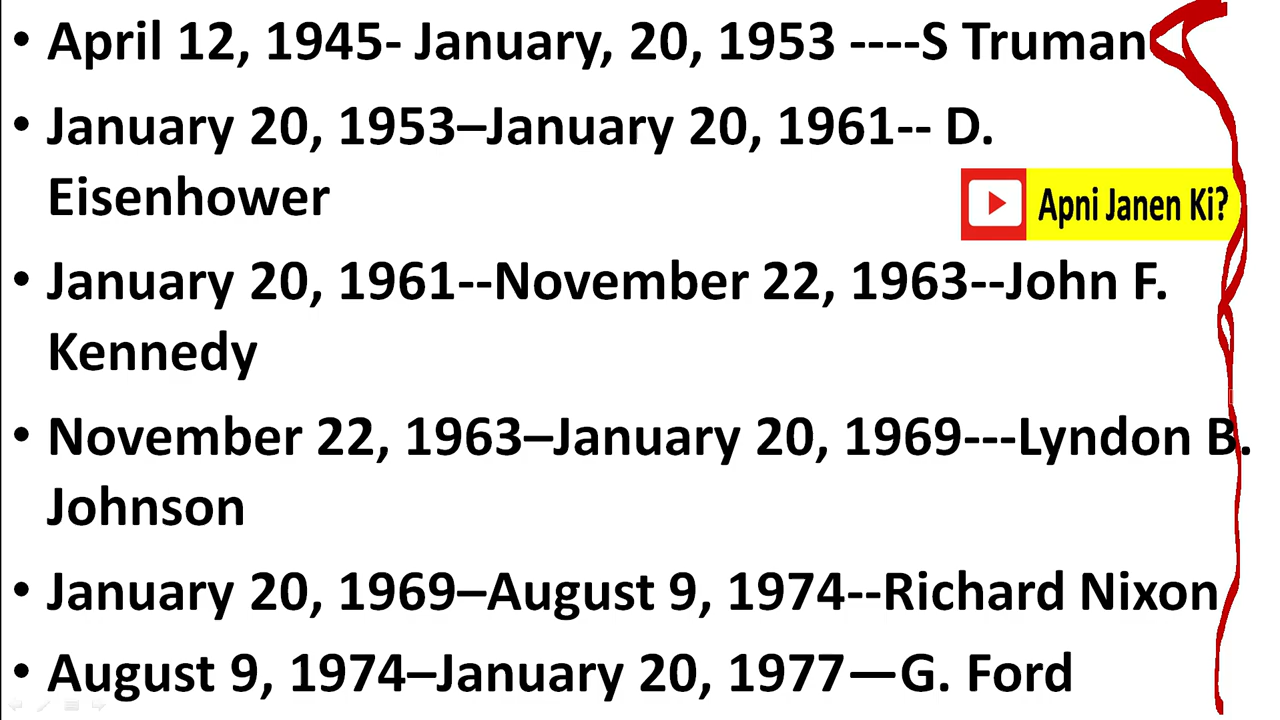 • April 12, 1945- January, 20, 1953 ----S Truman
• January 20, 1953–January 20, 1961-- D.
Eisenhower
Apni Janen Ki?
• January 20, 1961--November 22, 1963--John F.
Kennedy
• November 22, 1963–January 20, 1969---Lyndon B.
Johnson
• January 20, 1969–August 9, 1974--Richard Nixon
• August 9, 1974–January 20, 1977—G. Ford